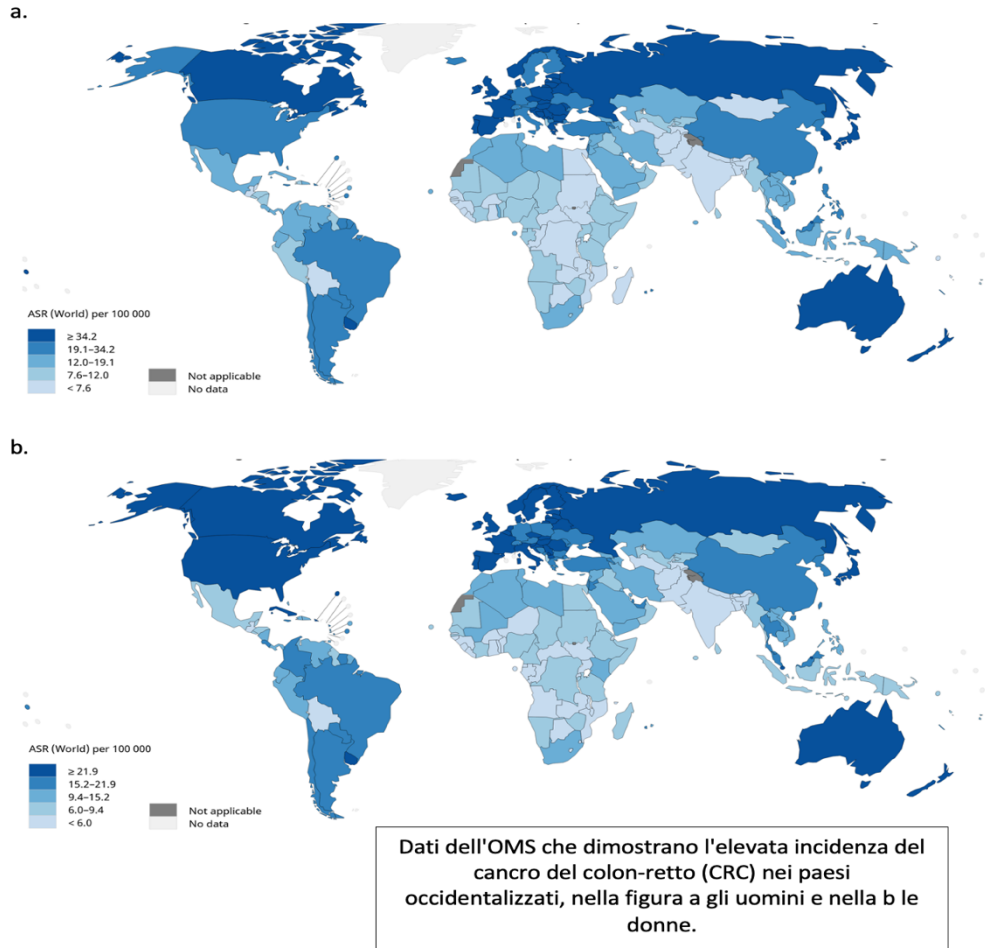 a.
ASR (World) per 100 000
≥ 34.2
19.1–34.2
12.0–19.1
7.6–12.0
< 7.6
Not applicable
No data
b.
ASR (World) per 100 000
≥ 21.9
15.2–21.9
9.4–15.2
6.0–9.4
< 6.0
Not applicable
No data
Dati dell'OMS che dimostrano l'elevata incidenza del
cancro del colon-retto (CRC) nei paesi
occidentalizzati, nella figura a gli uomini e nella b le
donne.